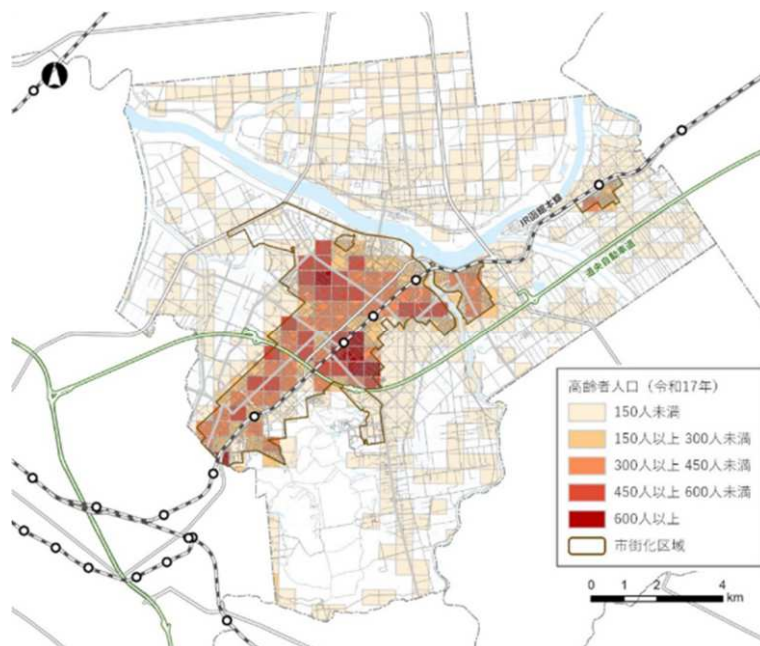 JR函館本線
道央自動車道
高齢者人口（令和17年）
150人未満
150人以上 300人未満
300人以上 450人未満
450人以上 600人未満
600人以上
市街化区域
0 1 2 4
km